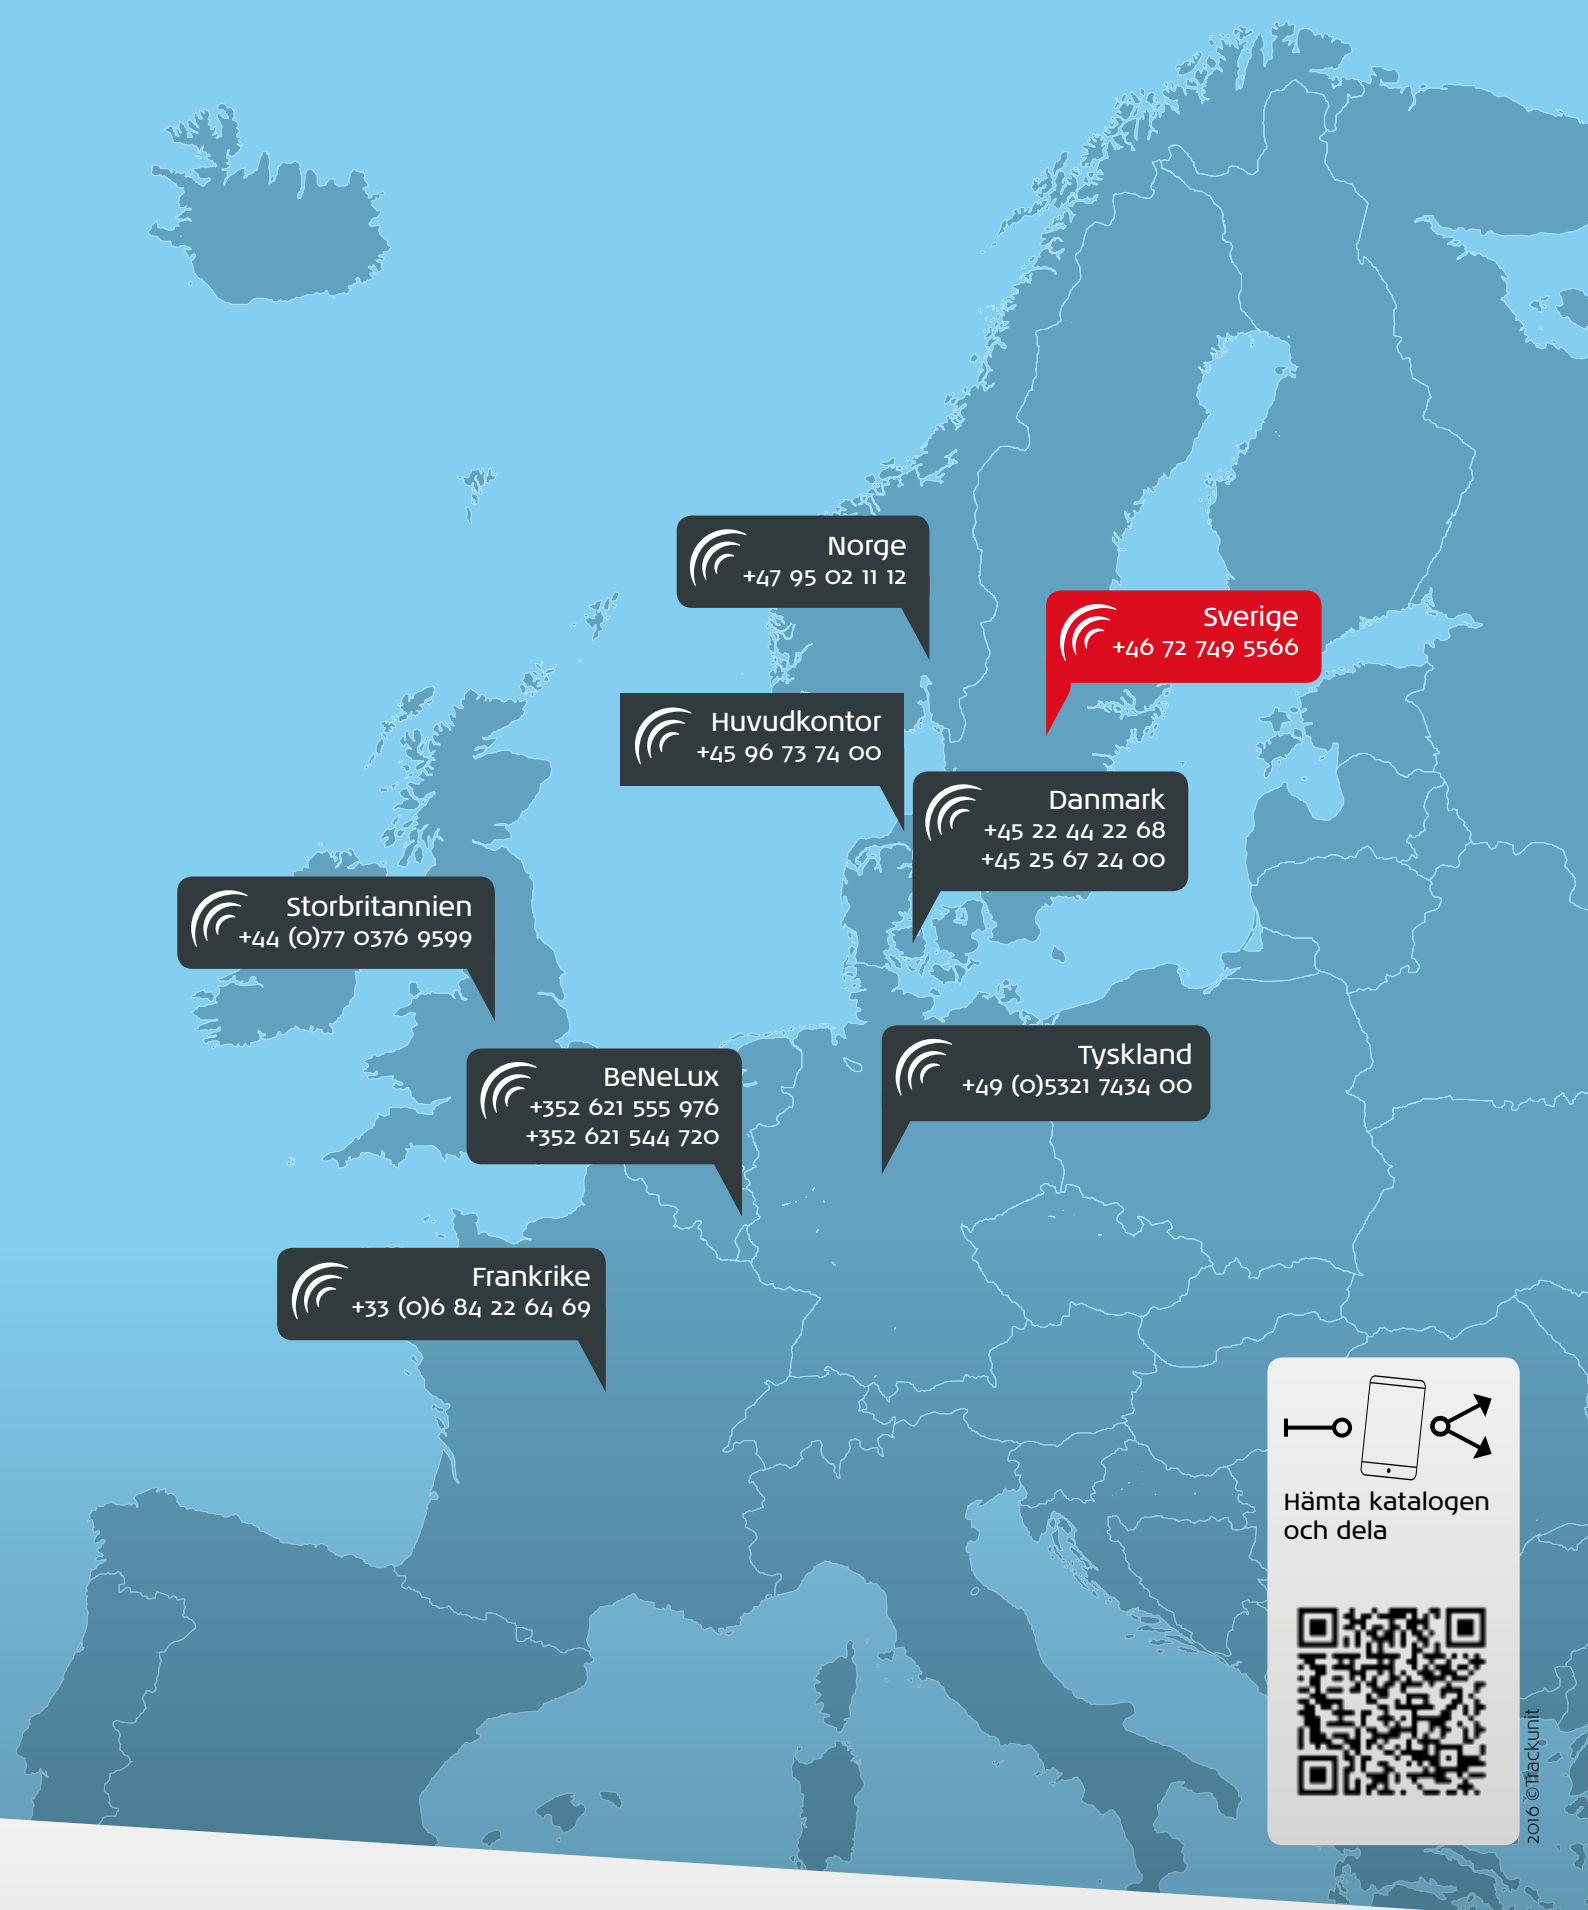 Norge
+47 95 02 11 12
Sverige
+46 72 749 5566
Huvudkontor
+45 96 73 74 00
Danmark
+45 22 44 22 68
+45 25 67 24 00
Storbritannien
+44 (0)77 0376 9599
Tyskland
+49 (0)5321 7434 00
BeNeLux
+352 621 555 976
+352 621 544 720
Frankrike
+33 (0)6 84 22 64 69
Hämta katalogen
och dela
2016 ©Trackunit